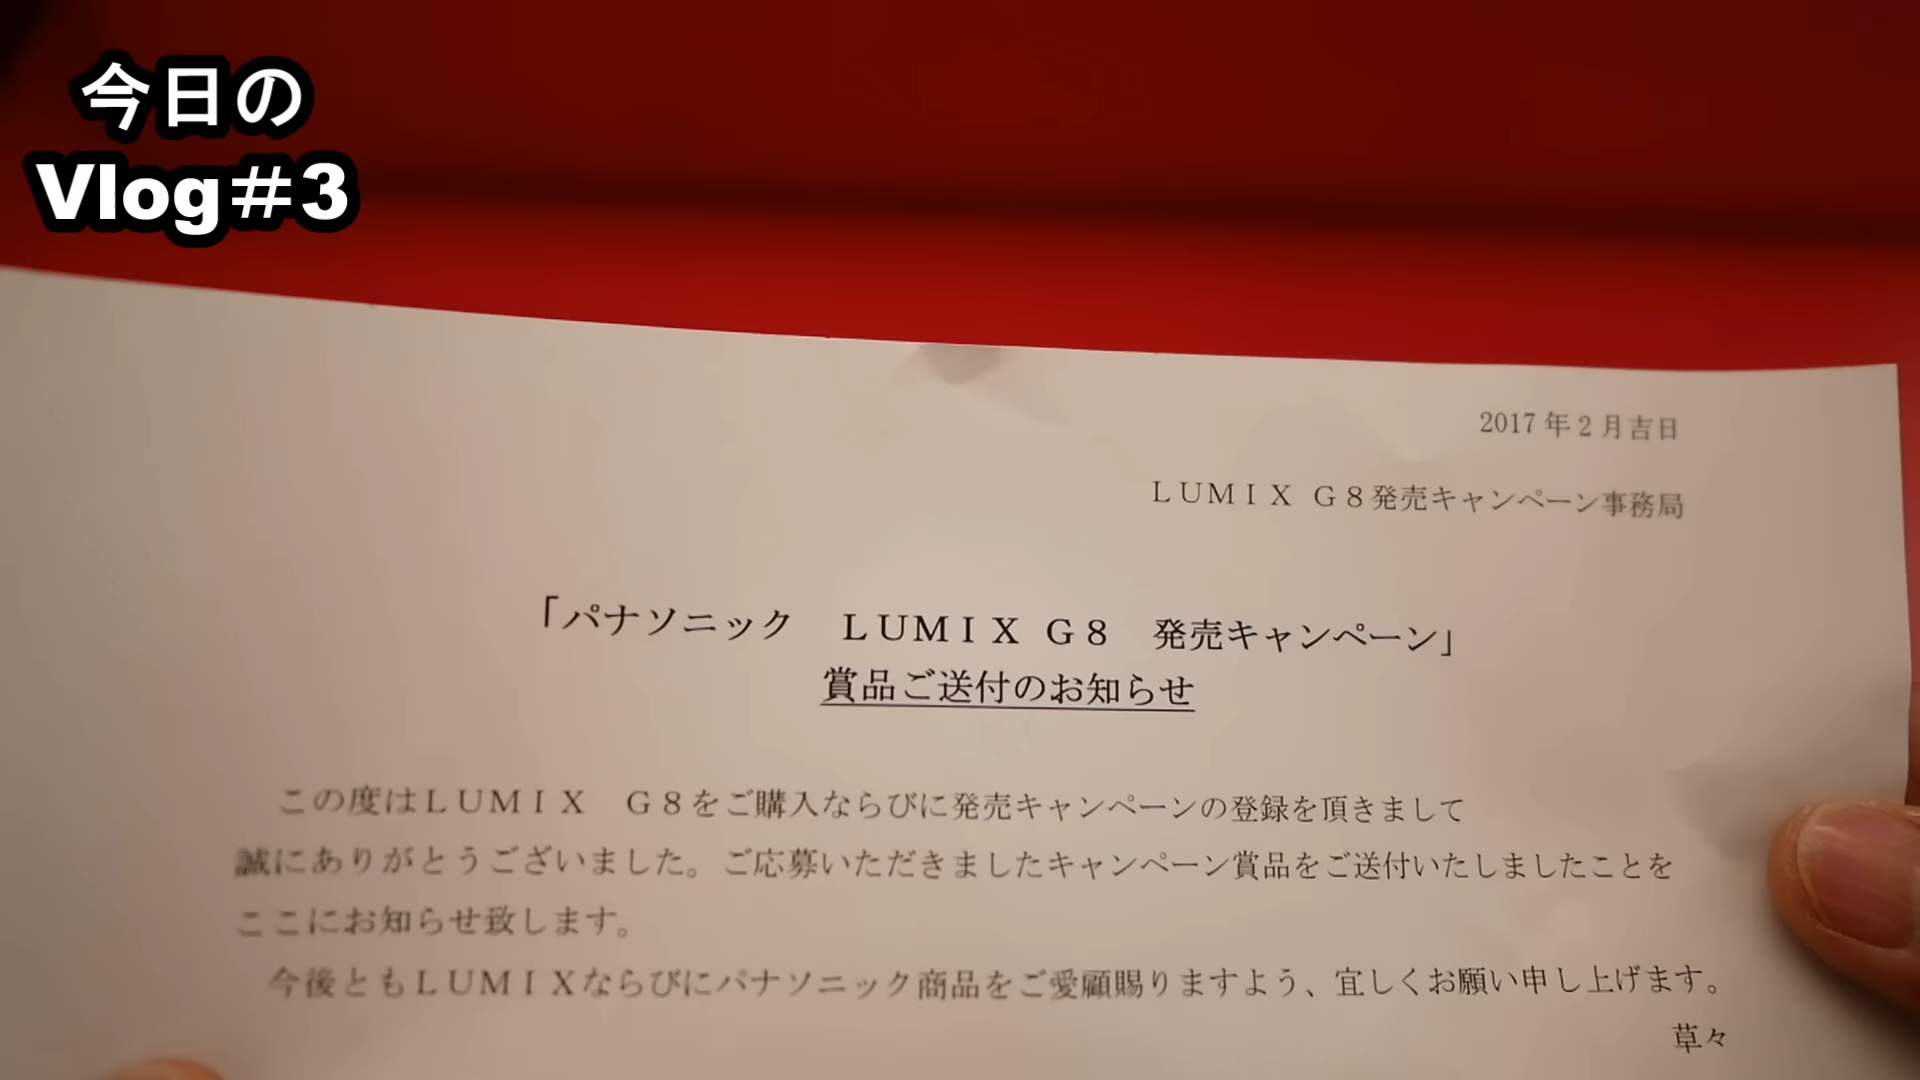 今日の
Vlog#3
2017年2月吉日
ＬＵＭＩＸ Ｇ８発売キャンペーン事務局
「パナソニック　ＬＵＭＩＸ Ｇ８　発売キャンペーン」
賞品ご送付のお知らせ
この度はＬＵＭＩＸ　Ｇ８をご購入ならびに発売キャンペーンの登録を頂きまして
誠にありがとうございました。ご応募いただきましたキャンペーン賞品をご送付いたしましたことを
ここにお知らせ致します。
今後ともＬＵＭＩＸならびにパナソニック商品をご愛顧賜りますよう、宜しくお願い申し上げます。
草々